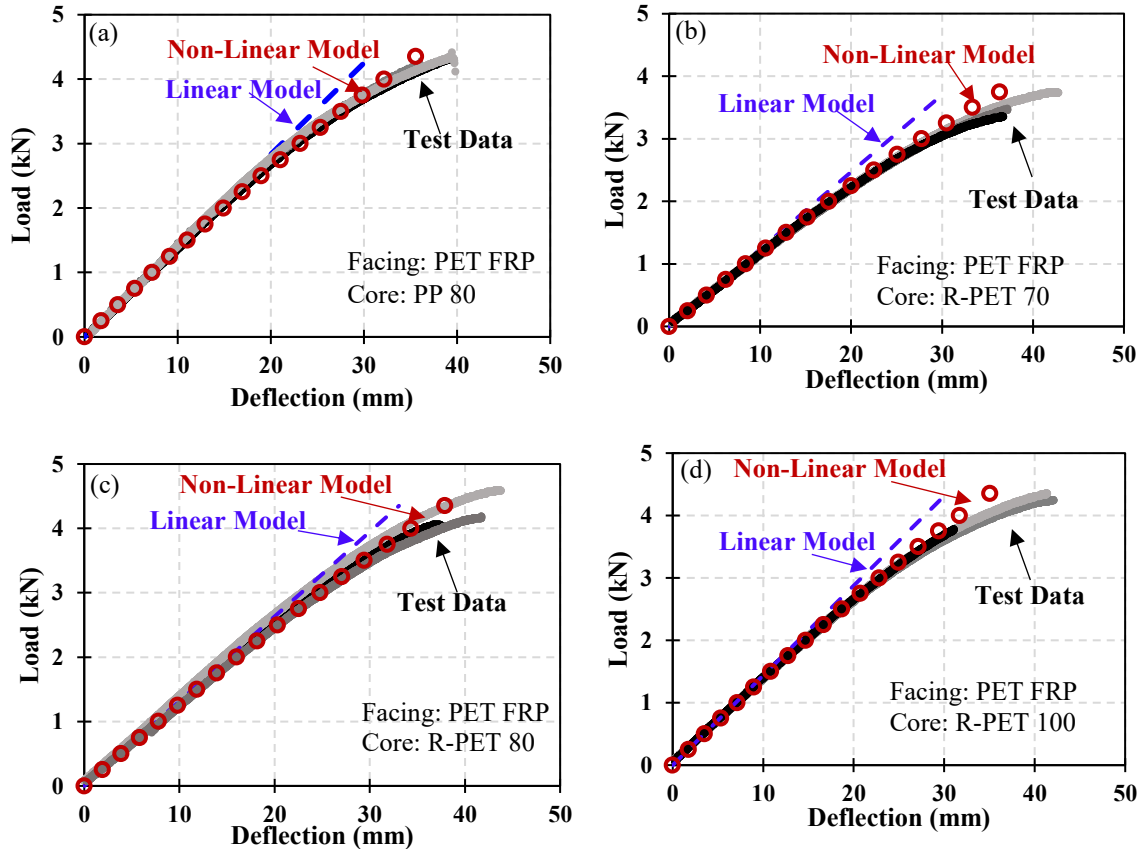 (a)
Non-Linear Model
Linear Model
Test Data
Facing: PET FRP
Core: PP 80
Load (kN)
5
4
3
2
1
0
0 10 20 30 40 50
Deflection (mm)
(b)
Non-Linear Model
Linear Model
Test Data
Facing: PET FRP
Core: R-PET 70
Load (kN)
5
4
3
2
1
0
0 10 20 30 40 50
Deflection (mm)
(c)
Non-Linear Model
Linear Model
Test Data
Facing: PET FRP
Core: R-PET 80
Load (kN)
5
4
3
2
1
0
0 10 20 30 40 50
Deflection (mm)
(d)
Non-Linear Model
Linear Model
Test Data
Facing: PET FRP
Core: R-PET 100
Load (kN)
5
4
3
2
1
0
0 10 20 30 40 50
Deflection (mm)